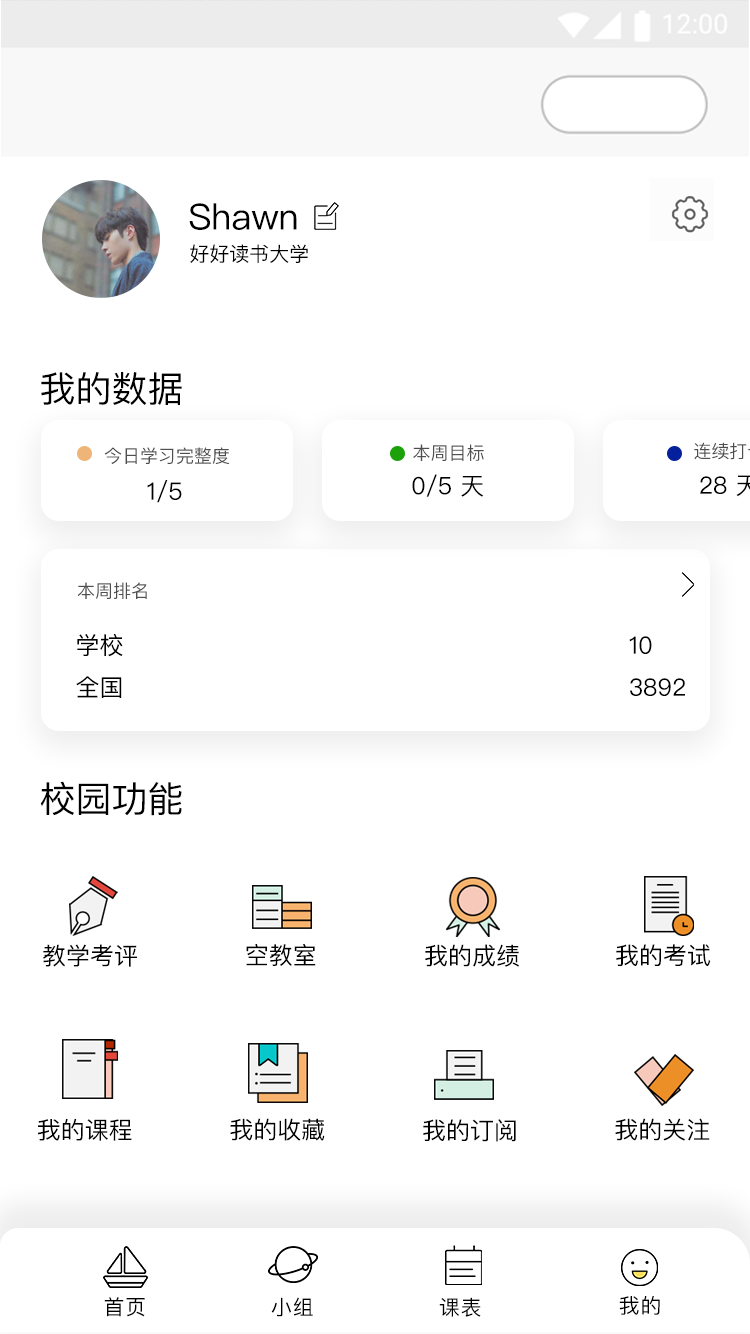 12:00
Shawn
好好读书大学
我的数据
今日学习完整度
1/5
本周目标
0/5 天
连续打
28 天
本周排名
学校 10
全国 3892
校园功能
教学考评 空教室 我的成绩 我的考试
我的课程 我的收藏 我的订阅 我的关注
首页 小组 课表 我的